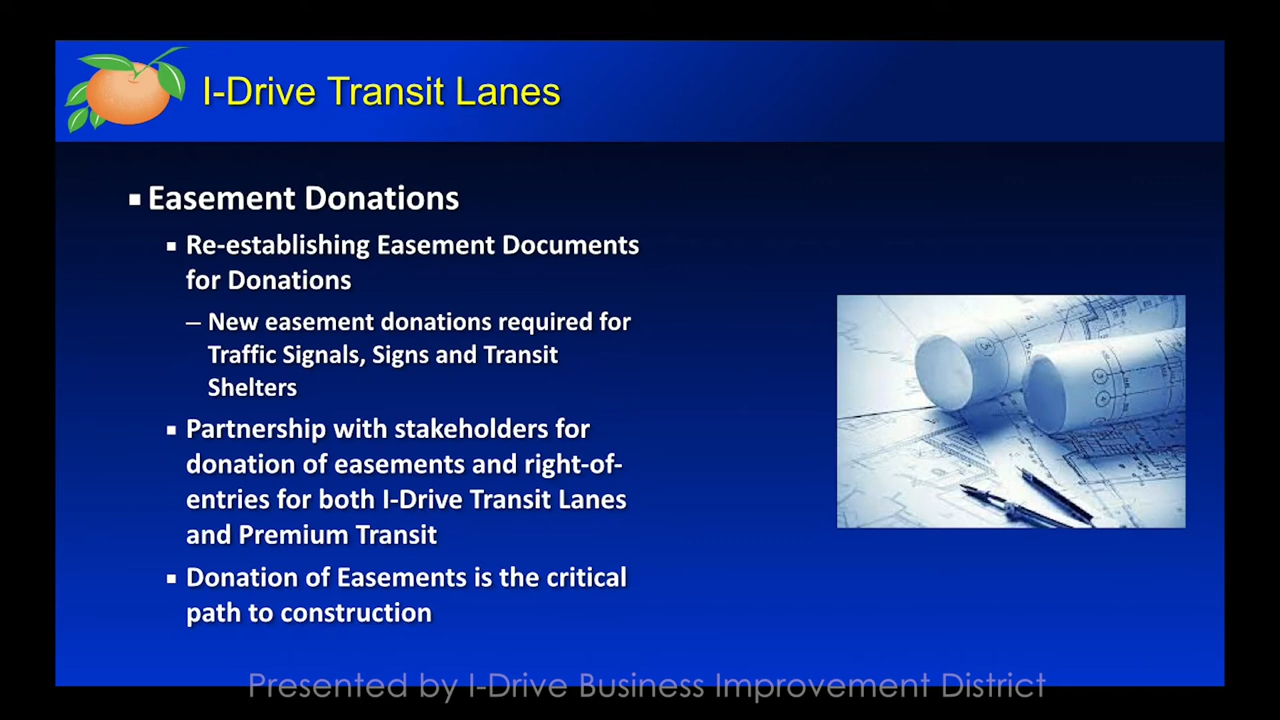 I-Drive Transit Lanes
Easement Donations
Re-establishing Easement Documents
for Donations
– New easement donations required for
Traffic Signals, Signs and Transit
Shelters
Partnership with stakeholders for
donation of easements and right-of-
entries for both I-Drive Transit Lanes
and Premium Transit
Donation of Easements is the critical
path to construction
Presented by I-Drive Business Improvement District